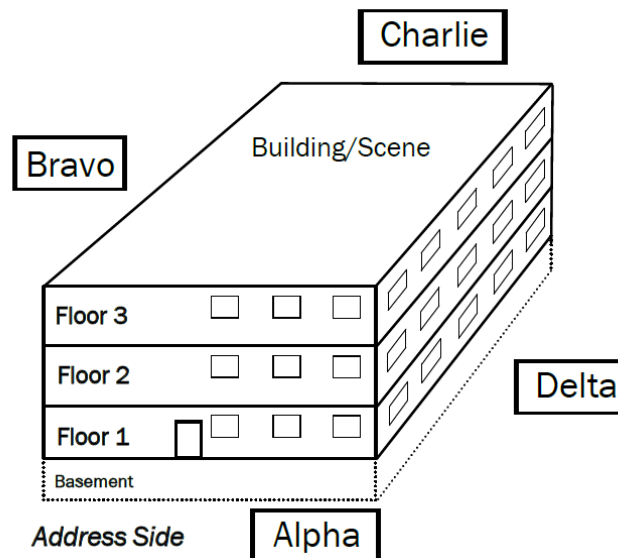 Charlie
Building/Scene
Bravo
Floor 3
Floor 2
Delta
Floor 1
Basement
Address Side
Alpha